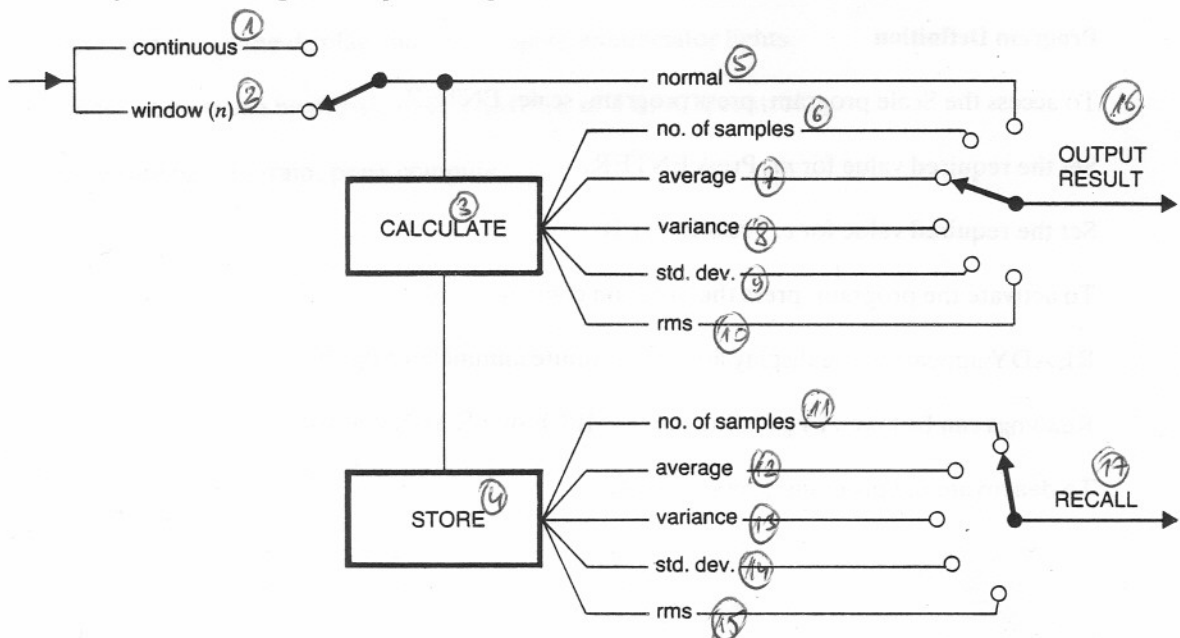 continuous 1
window (n) 2
normal 5
no. of samples 6
average 7
variance 8
std. dev. 9
rms 10
3
CALCULATE
16
OUTPUT
RESULT
no. of samples 11
average 12
variance 13
std. dev. 14
rms 15
STORE 4
17
RECALL